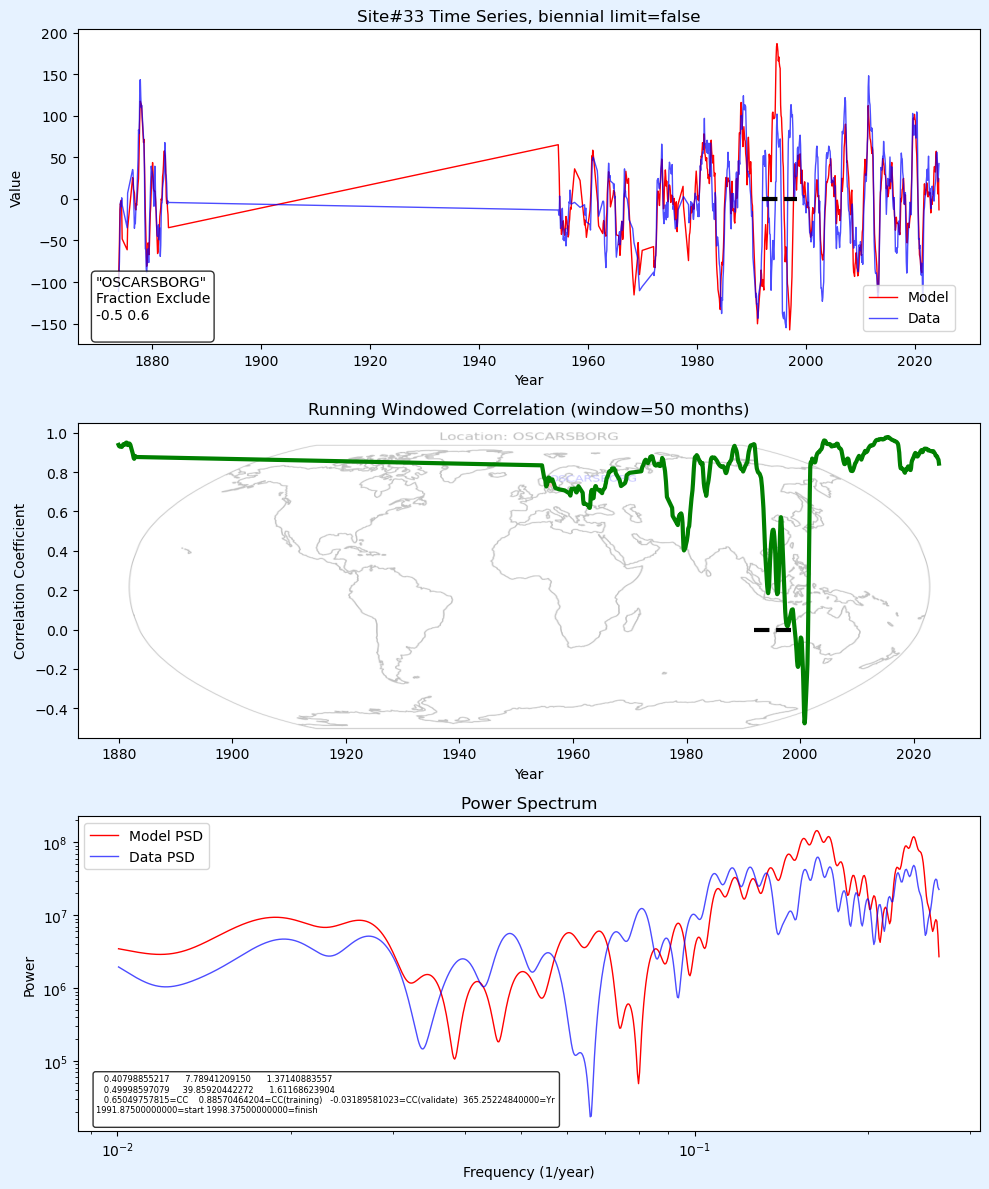 Site#33 Time Series, biennial limit=false
200
150
100
50
0
−50
−100
−150
Value
"OSCARSBORG"
Fraction Exclude
-0.5 0.6
Model
Data
1880
1900
1920
1940
1960
1980
2000
2020
Year
Running Windowed Correlation (window=50 months)
Location: OSCARSBORG
OSCARSBORG
1.0
0.8
0.6
0.4
0.2
0.0
−0.2
−0.4
Correlation Coefficient
1880
1900
1920
1940
1960
1980
2000
2020
Year
Power Spectrum
Model PSD
Data PSD
10^8
10^7
10^6
10^5
Power
0.40798855217 7.78941209150 1.37140883557
0.49998597079 39.85920442272 1.61168623904
0.65049757815=CC 0.88570464204=CC(training) -0.03189581023=CC(validate) 365.25224840000=Yr
1991.87500000000=start 1998.37500000000=finish
10^−2
10^−1
Frequency (1/year)